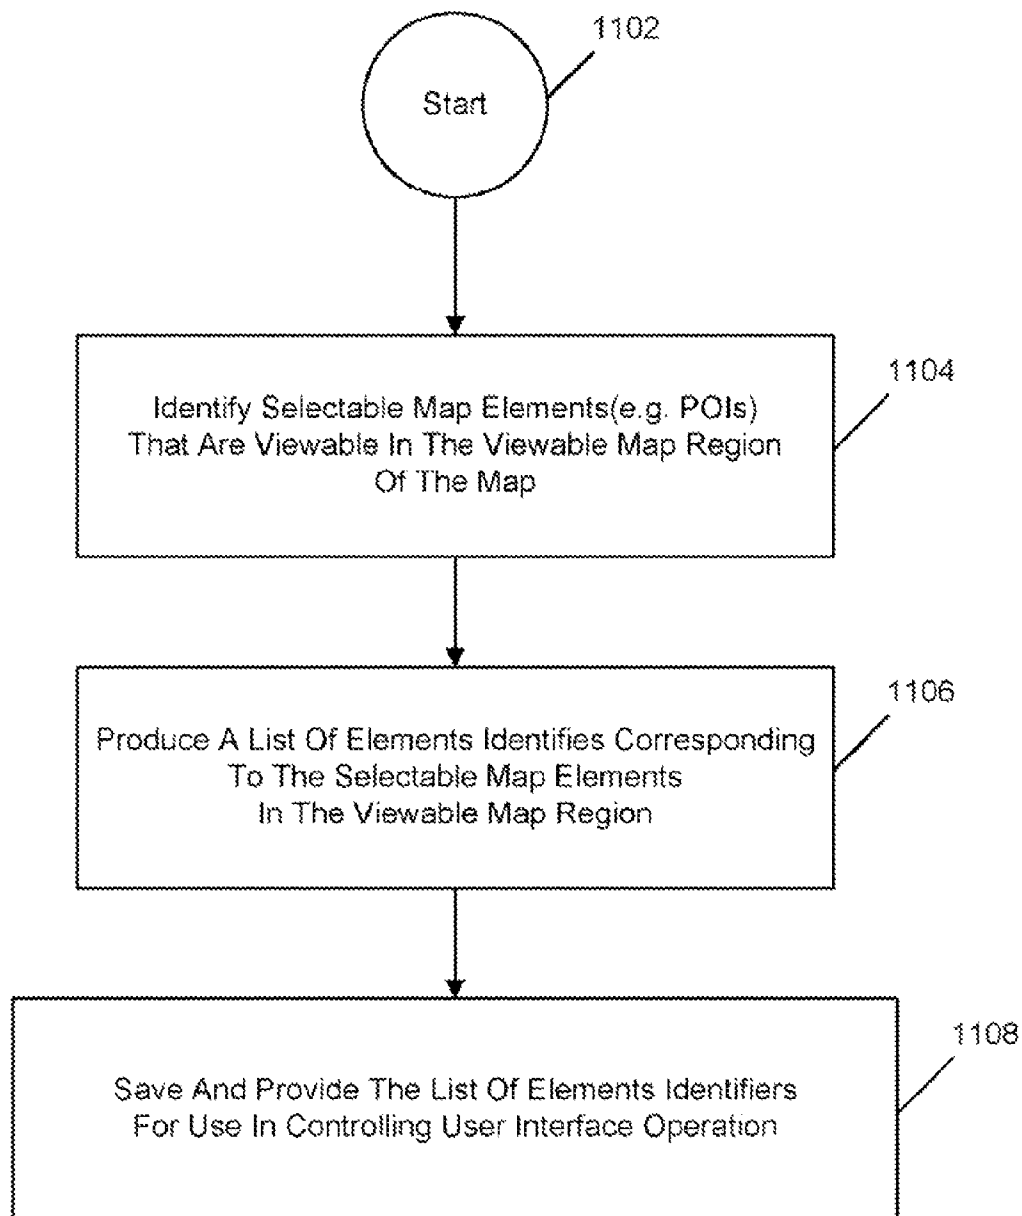 1102
Start
1104
Identify Selectable Map Elements(e.g. POIs)
That Are Viewable In The Viewable Map Region
Of The Map
1106
Produce A List Of Elements Identifies Corresponding
To The Selectable Map Elements
In The Viewable Map Region
1108
Save And Provide The List Of Elements Identifiers
For Use In Controlling User Interface Operation